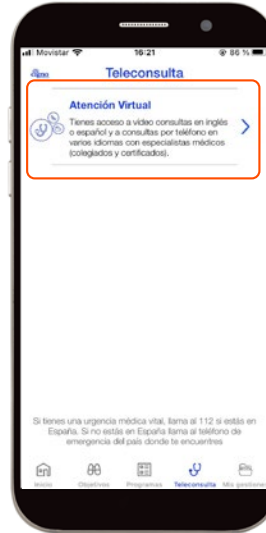 Movistar 16:21 86 %
Teleconsulta
Atención Virtual
Tienes acceso a video consultas en inglés
o español y a consultas por teléfono en
varios idiomas con especialistas médicos
(colegiados y certificados).
Si tienes una urgencia médica vital, llama al 112 si estás en
España. Si no estás en España llama al teléfono de
emergencia del país donde te encuentres
Inicio Objetivos Programas Teleconsulta Mis gestiones